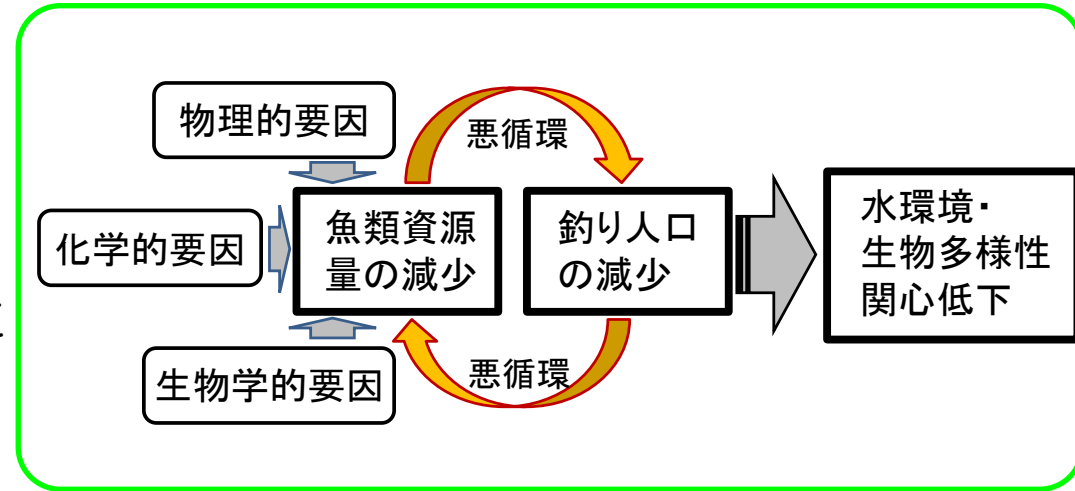 物理的要因
悪循環
化学的要因
魚類資源
量の減少
釣り人口
の減少
水環境・
生物多様性
関心低下
生物学的要因
悪循環